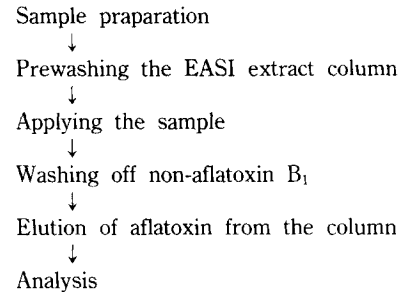 Sample praparation
↓
Prewashing the EASI extract column
↓
Applying the sample
↓
Washing off non-aflatoxin B₁
↓
Elution of aflatoxin from the column
↓
Analysis